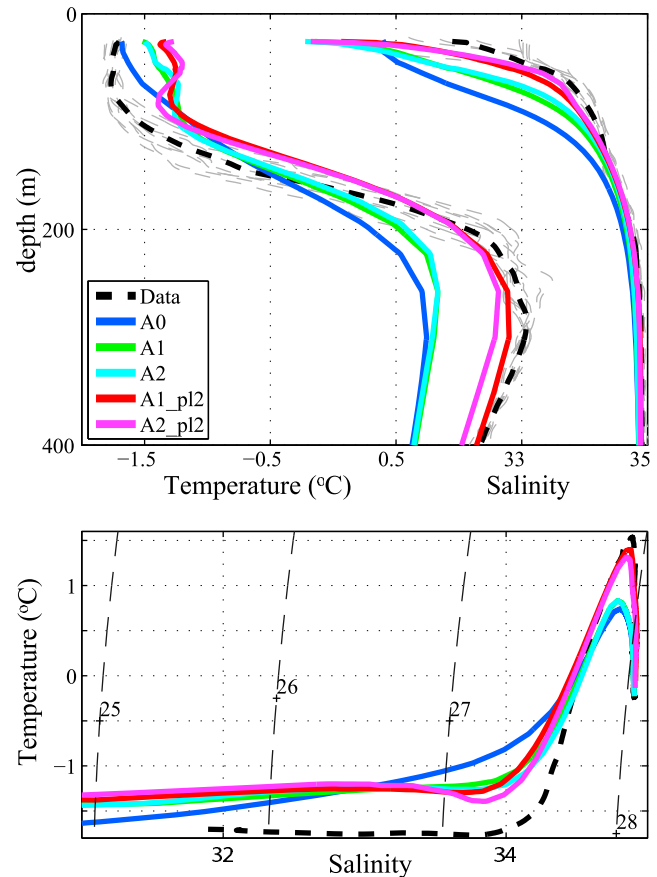 0
200
400
depth (m)
Data
A0
A1
A2
A1_pl2
A2_pl2
−1.5 −0.5 0.5 33 35
Temperature (°C) Salinity
1
0
−1
Temperature (°C)
25
26
27
28
32 34
Salinity